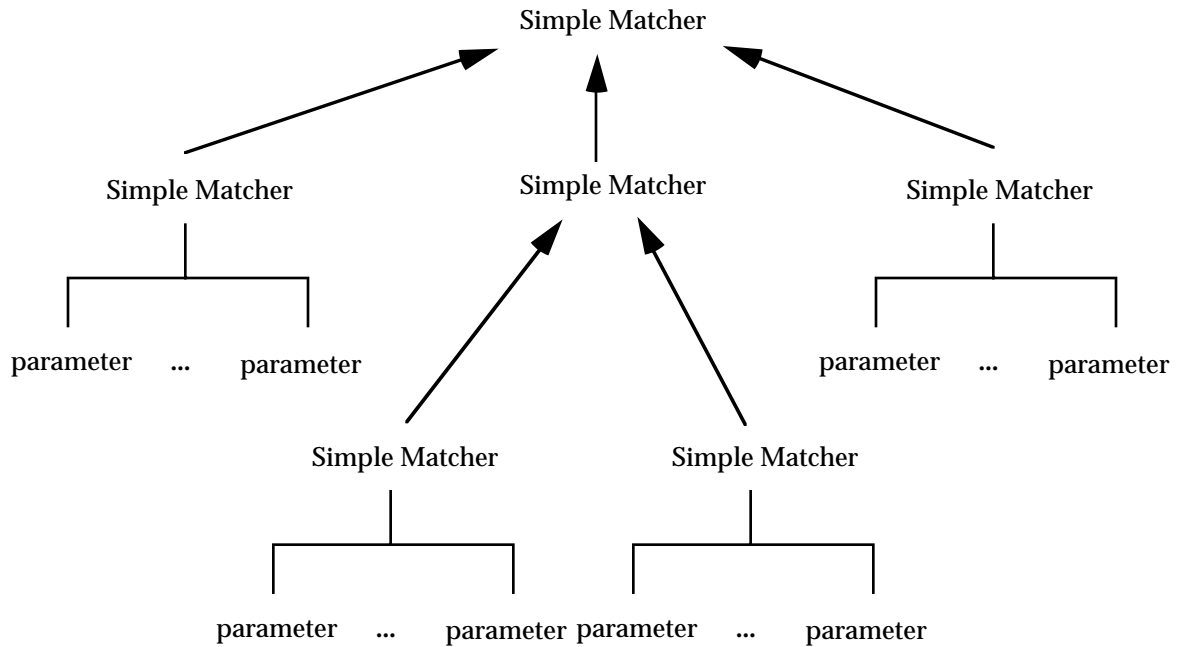 Simple Matcher
Simple Matcher Simple Matcher Simple Matcher
parameter ... parameter parameter ... parameter
Simple Matcher Simple Matcher
parameter ... parameter parameter ... parameter